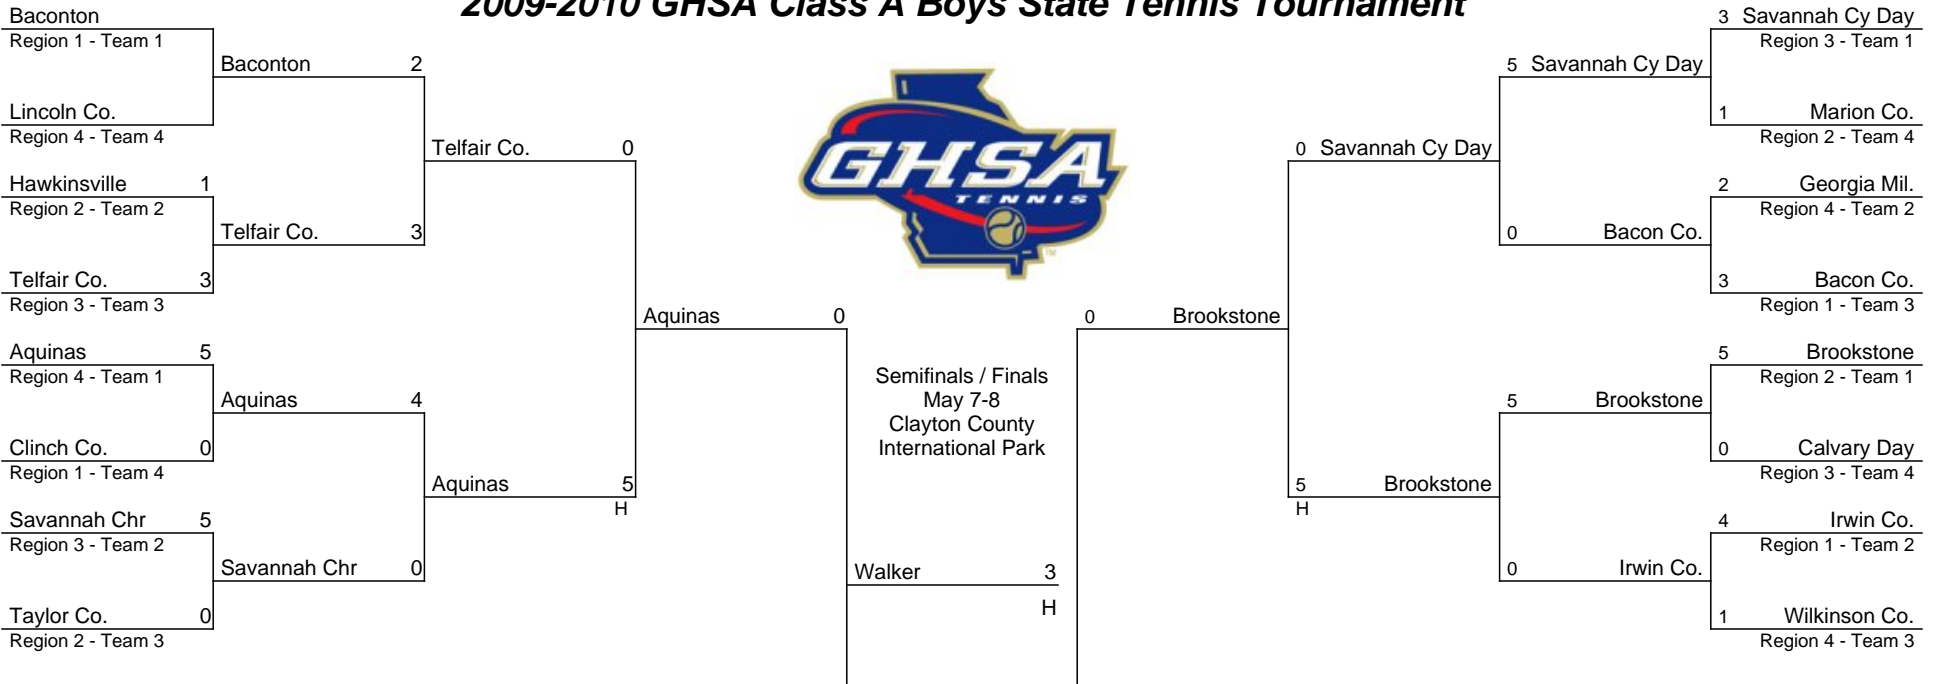 2009-2010 GHSA Class A Boys State Tennis Tournament
Baconton
Region 1 - Team 1
Lincoln Co.
Region 4 - Team 4
Hawkinsville 1
Region 2 - Team 2
Telfair Co. 3
Region 3 - Team 3
Aquinas 5
Region 4 - Team 1
Clinch Co. 0
Region 1 - Team 4
Savannah Chr 5
Region 3 - Team 2
Taylor Co. 0
Region 2 - Team 3
Baconton 2
Telfair Co. 3
Aquinas 4
Savannah Chr 0
Telfair Co. 0
Aquinas 5
H
Aquinas 0
GHSA
TENNIS
TM
Semifinals / Finals
May 7-8
Clayton County
International Park
Walker 3
H
0 Brookstone
0 Savannah Cy Day
5 Brookstone
H
5 Savannah Cy Day
0 Bacon Co.
5 Brookstone
0 Irwin Co.
3 Savannah Cy Day
Region 3 - Team 1
1 Marion Co.
Region 2 - Team 4
2 Georgia Mil.
Region 4 - Team 2
3 Bacon Co.
Region 1 - Team 3
5 Brookstone
Region 2 - Team 1
0 Calvary Day
Region 3 - Team 4
4 Irwin Co.
Region 1 - Team 2
1 Wilkinson Co.
Region 4 - Team 3